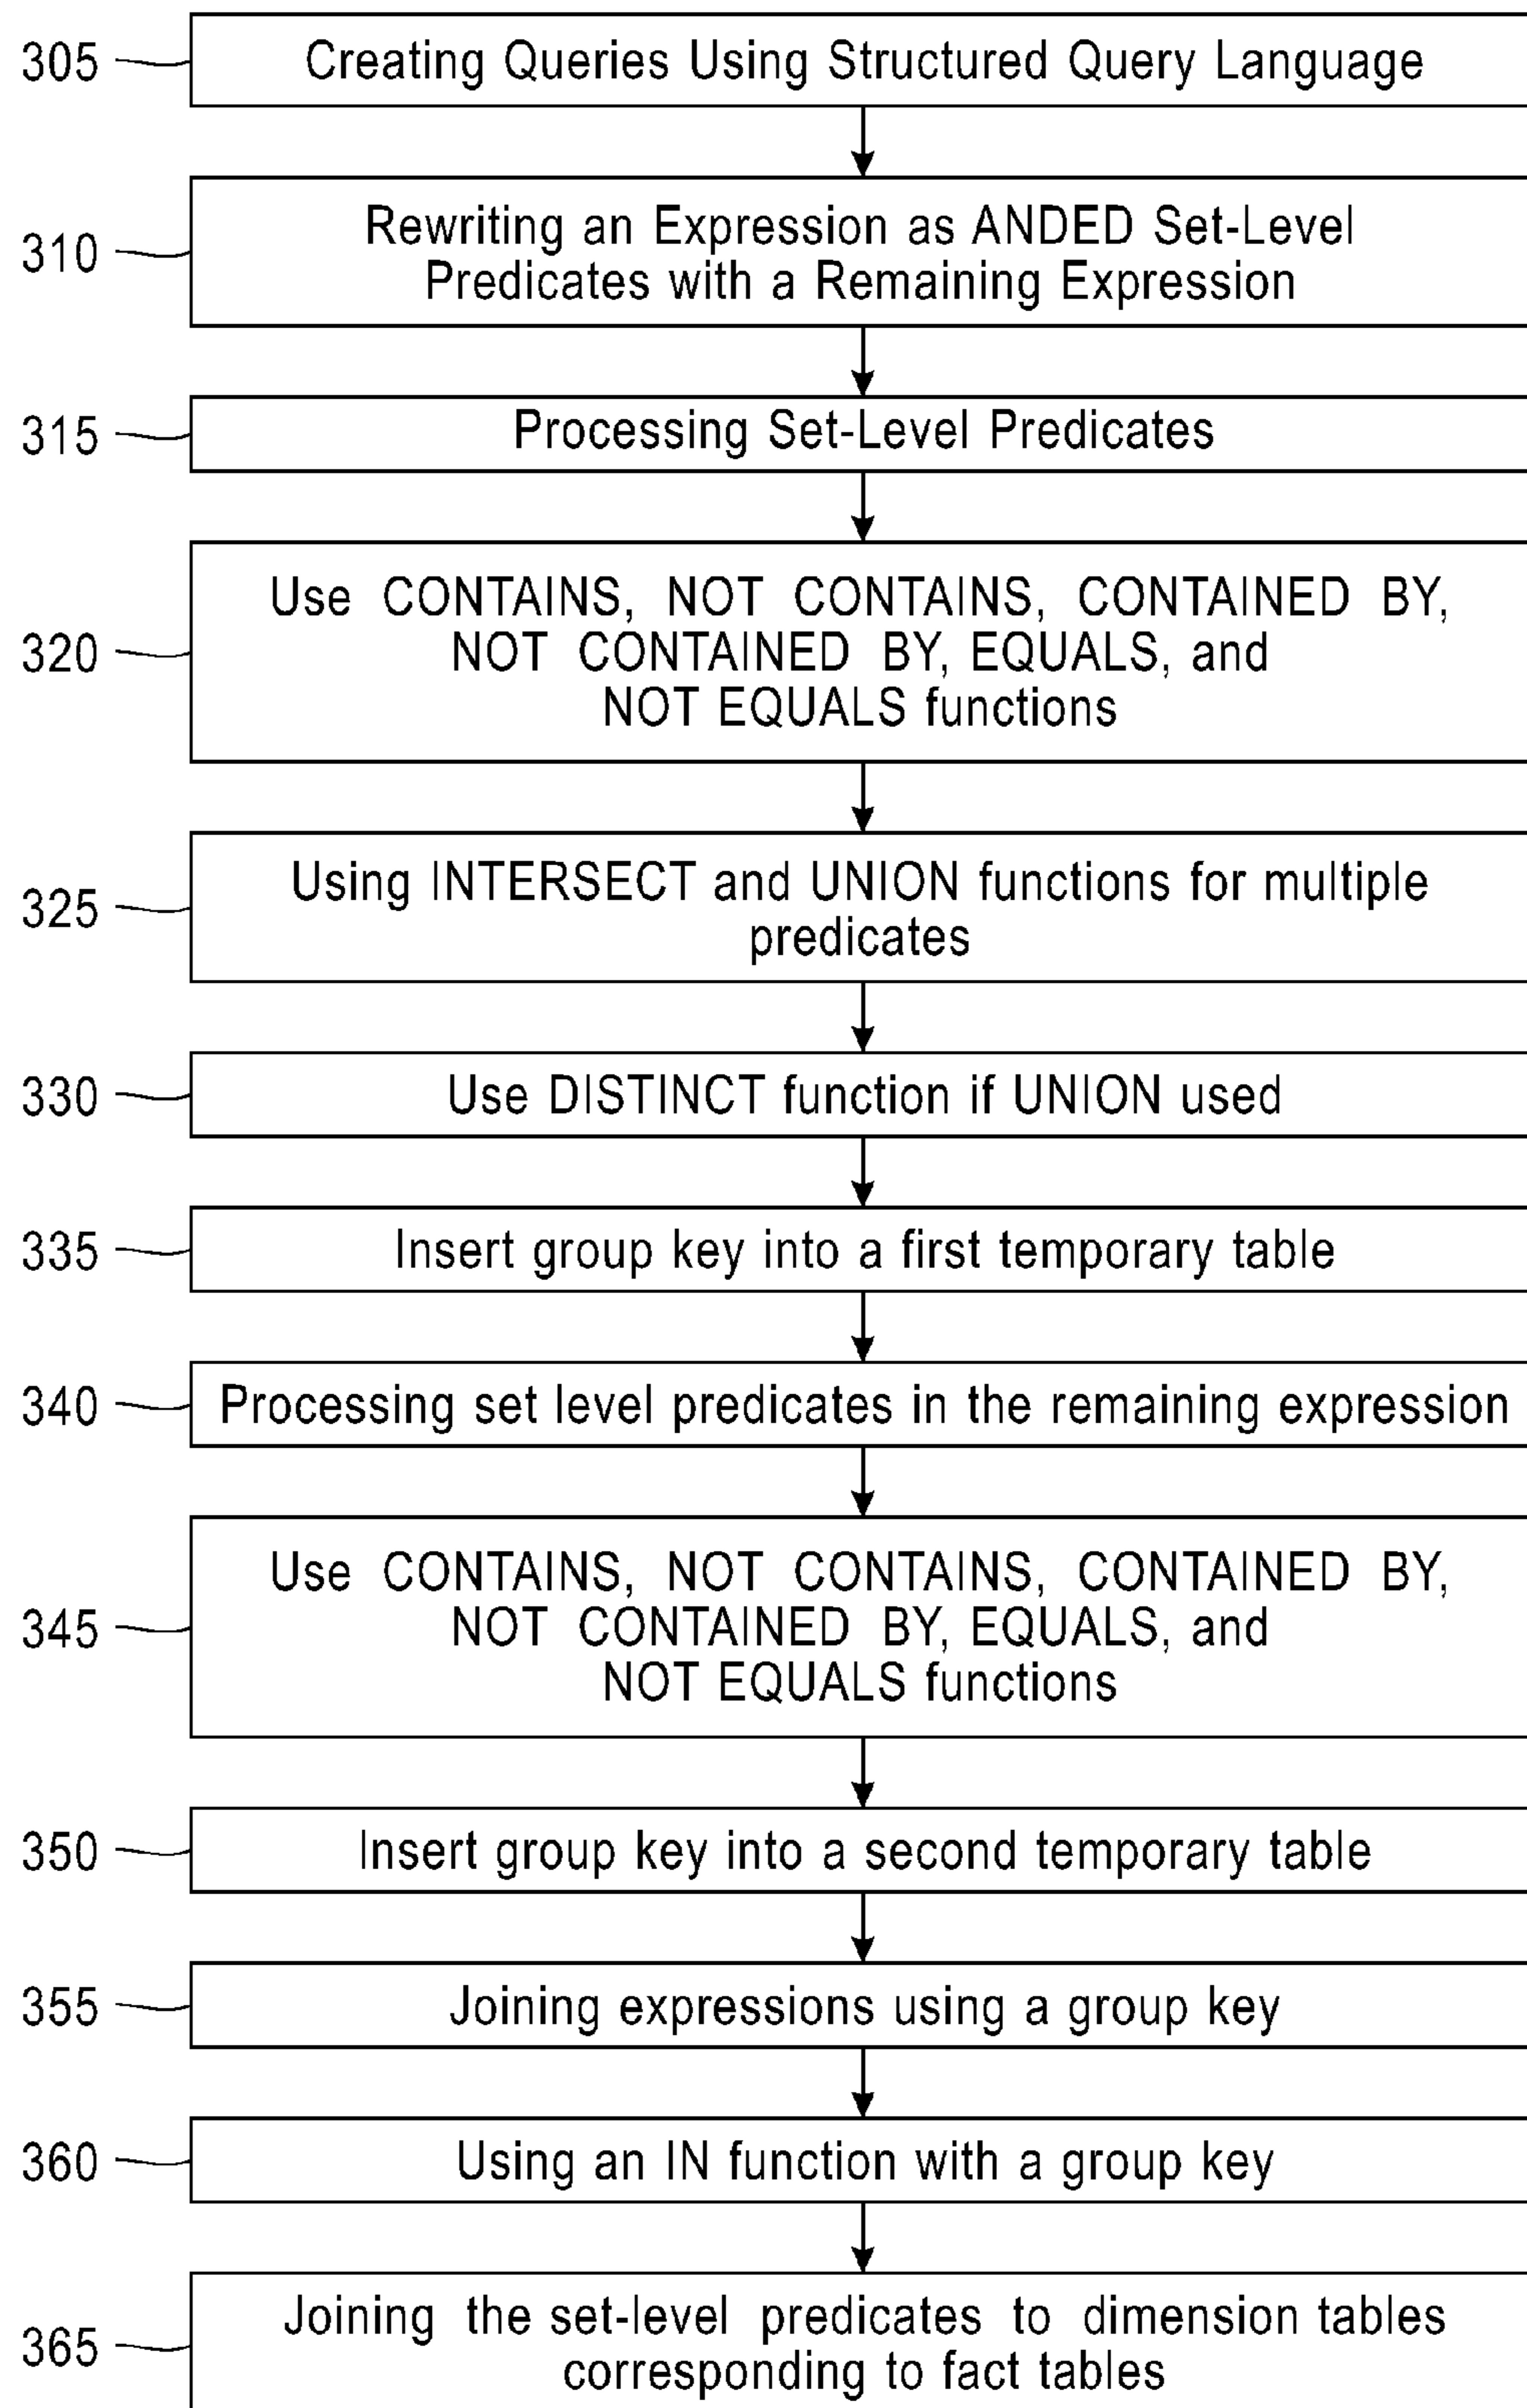 305 Creating Queries Using Structured Query Language
310 Rewriting an Expression as ANDED Set-Level
Predicates with a Remaining Expression
315 Processing Set-Level Predicates
320 Use CONTAINS, NOT CONTAINS, CONTAINED BY,
NOT CONTAINED BY, EQUALS, and
NOT EQUALS functions
325 Using INTERSECT and UNION functions for multiple
predicates
330 Use DISTINCT function if UNION used
335 Insert group key into a first temporary table
340 Processing set level predicates in the remaining expression
345 Use CONTAINS, NOT CONTAINS, CONTAINED BY,
NOT CONTAINED BY, EQUALS, and
NOT EQUALS functions
350 Insert group key into a second temporary table
355 Joining expressions using a group key
360 Using an IN function with a group key
365 Joining the set-level predicates to dimension tables
corresponding to fact tables